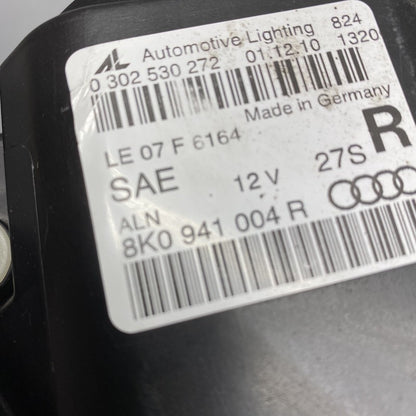 AL Automotive Lighting 824
0 302 530 272 01.12.10 1320
Made in Germany
LE 07 F 6164
R
SAE 12 V 27S
ALN
8K0 941 004 R